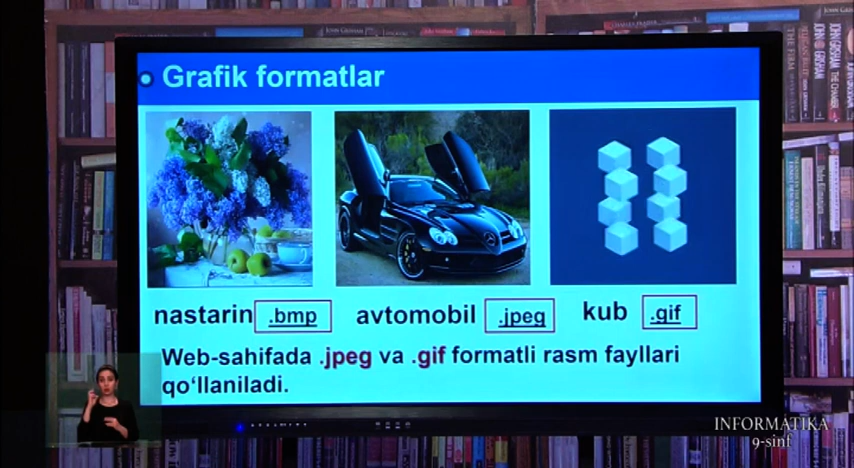 Grafik formatlar
nastarin .bmp avtomobil .jpeg kub .gif
Web-sahifada .jpeg va .gif formatli rasm fayllari
qo‘llaniladi.
INFORMATIKA
9-sinf